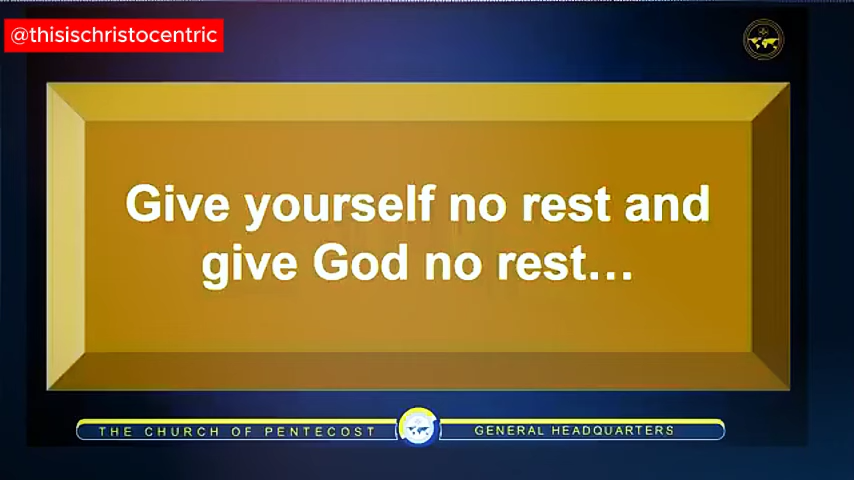 @thisischristocentric
Give yourself no rest and
give God no rest...
THE CHURCH OF PENTECOST GENERAL HEADQUARTERS